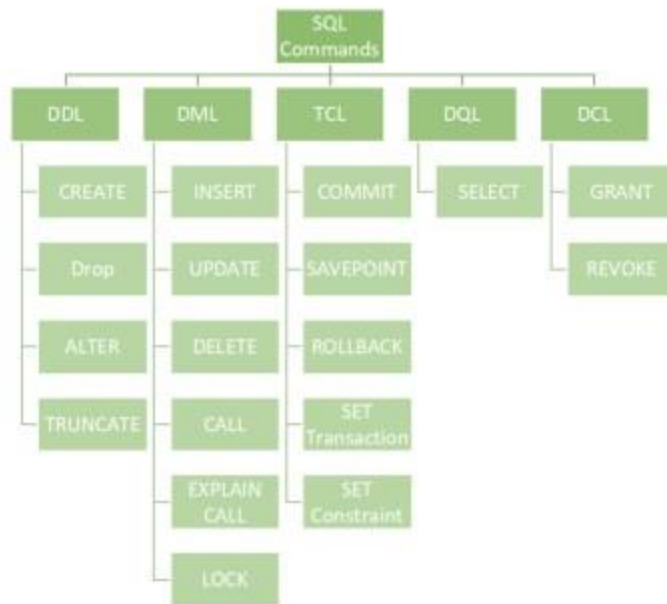 SQL
Commands
DDL
DML
TCL
DQL
DCL
CREATE
INSERT
COMMIT
SELECT
GRANT
Drop
UPDATE
SAVEPOINT
REVOKE
ALTER
DELETE
ROLLBACK
TRUNCATE
CALL
SET
Transaction
EXPLAIN
CALL
SET
Constraint
LOCK